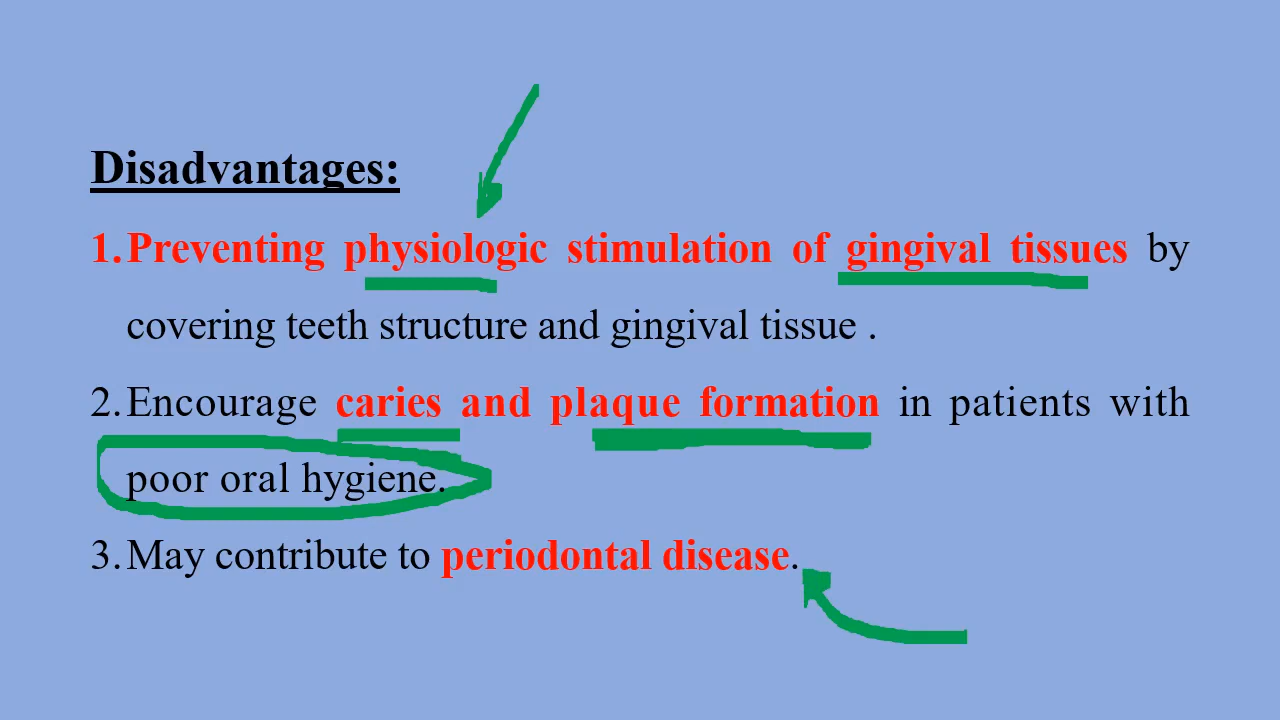 Disadvantages:
1. Preventing physiologic stimulation of gingival tissues by
covering teeth structure and gingival tissue .
2. Encourage caries and plaque formation in patients with
poor oral hygiene.
3. May contribute to periodontal disease.